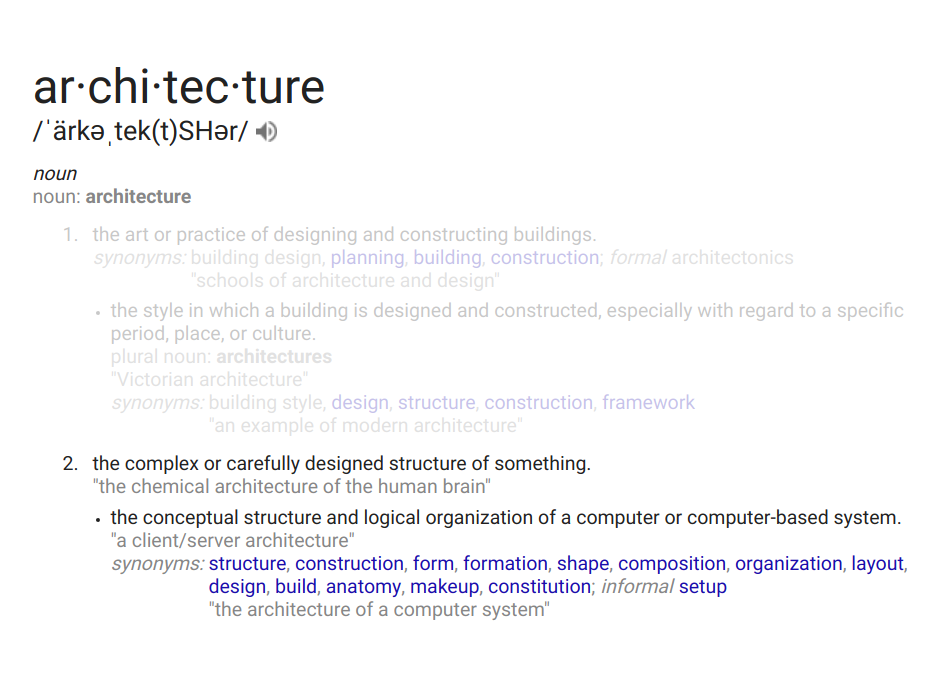 ar·chi·tec·ture
/ˈärkəˌtek(t)SHər/
noun
noun: architecture
1. the art or practice of designing and constructing buildings.
synonyms: building design, planning, building, construction; formal architectonics
"schools of architecture and design"
• the style in which a building is designed and constructed, especially with regard to a specific
period, place, or culture.
plural noun: architectures
"Victorian architecture"
synonyms: building style, design, structure, construction, framework
"an example of modern architecture"
2. the complex or carefully designed structure of something.
"the chemical architecture of the human brain"
• the conceptual structure and logical organization of a computer or computer-based system.
"a client/server architecture"
synonyms: structure, construction, form, formation, shape, composition, organization, layout,
design, build, anatomy, makeup, constitution; informal setup
"the architecture of a computer system"